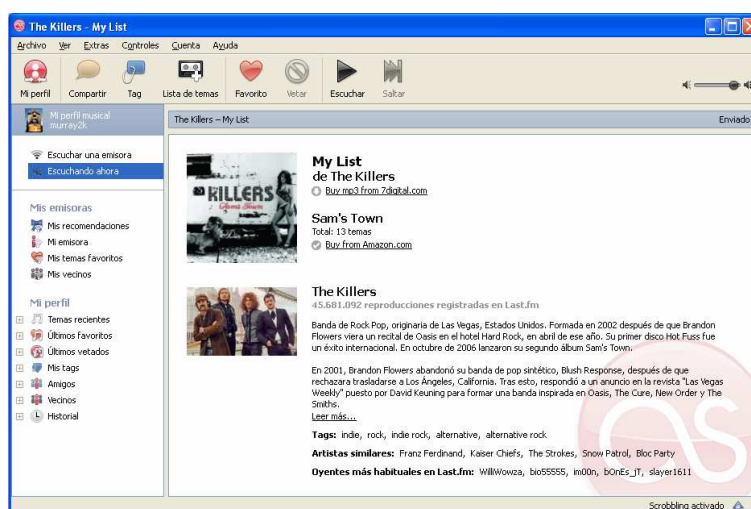 The Killers - My List
Archivo Ver Extras Controles Cuenta Ayuda
Mi perfil Compartir Tag Lista de temas Favorito Vetar Escuchar Saltar
Mi perfil musical
murray2k
The Killers – My List Enviado
Escuchar una emisora
Escuchando ahora
Mis emisoras
Mis recomendaciones
Mi emisora
Mis temas favoritos
Mis vecinos
Mi perfil
Temas recientes
Últimos favoritos
Últimos vetados
Mis tags
Amigos
Vecinos
Historial
KILLERS
Sam's Town
My List
de The Killers
Buy mp3 from 7digital.com
Sam's Town
Total: 13 temas
Buy from Amazon.com
The Killers
45.681.092 reproducciones registradas en Last.fm
Banda de Rock Pop, originaria de Las Vegas, Estados Unidos. Formada en 2002 después de que Brandon
Flowers viera un recital de Oasis en el hotel Hard Rock, en abril de ese año. Su primer disco Hot Fuss fue
un éxito internacional. En octubre de 2006 lanzaron su segundo álbum Sam's Town.
En 2001, Brandon Flowers abandonó su banda de pop sintético, Blush Response, después de que
rechazara trasladarse a Los Ángeles, California. Tras esto, respondió a un anuncio en la revista "Las Vegas
Weekly" puesto por David Keuning para formar una banda inspirada en Oasis, The Cure, New Order y The
Smiths.
Leer más...
Tags: indie, rock, indie rock, alternative, alternative rock
Artistas similares: Franz Ferdinand, Kaiser Chiefs, The Strokes, Snow Patrol, Bloc Party
Oyentes más habituales en Last.fm: WilliWowza, bio55555, im00n, bOnEs_jT, slayer1611
Scrobbling activado